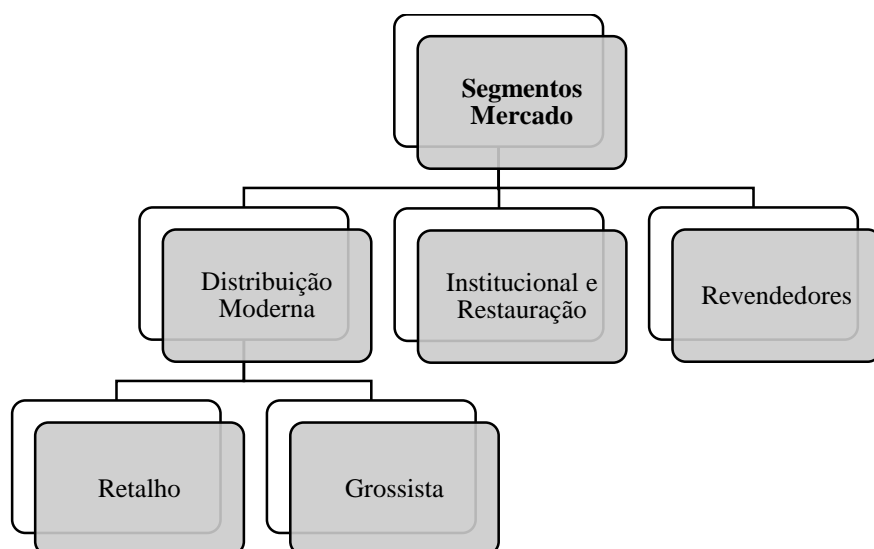 Segmentos
Mercado
Distribuição
Moderna
Institucional e
Restauração
Revendedores
Retalho
Grossista